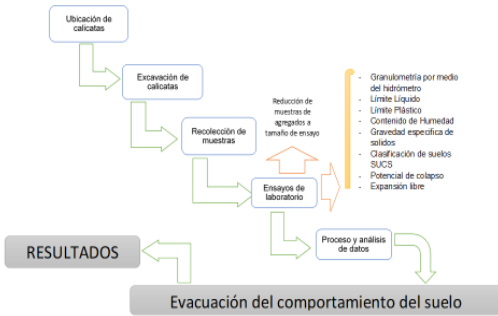 Ubicación de
calicatas
Excavación de
calicatas
Recolección de
muestras
Reducción de
muestras de
agregados a
tamaño de ensayo
Ensayos de
laboratorio
- Granulometría por medio
del hidrómetro
- Límite Líquido
- Límite Plástico
- Contenido de Humedad
- Gravedad especifica de
solidos
- Clasificación de suelos
SUCS
- Potencial de colapso
- Expansión libre
Proceso y análisis
de datos
RESULTADOS
Evacuación del comportamiento del suelo